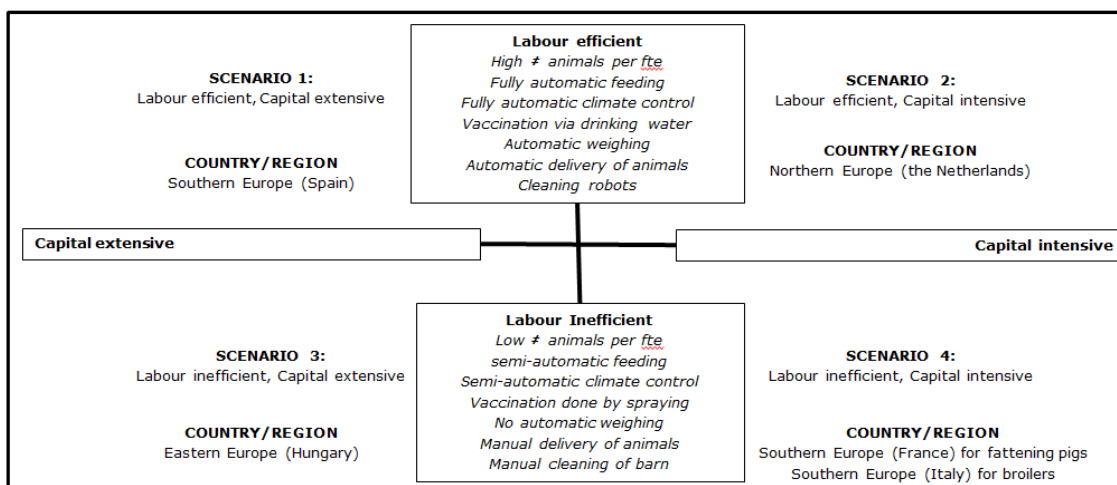 Labour efficient
High ≠ animals per fte
Fully automatic feeding
Fully automatic climate control
Vaccination via drinking water
Automatic weighing
Automatic delivery of animals
Cleaning robots
SCENARIO 1:
Labour efficient, Capital extensive
COUNTRY/REGION
Southern Europe (Spain)
SCENARIO 2:
Labour efficient, Capital intensive
COUNTRY/REGION
Northern Europe (the Netherlands)
Capital extensive
Capital intensive
Labour Inefficient
Low ≠ animals per fte
semi-automatic feeding
Semi-automatic climate control
Vaccination done by spraying
No automatic weighing
Manual delivery of animals
Manual cleaning of barn
SCENARIO 3:
Labour inefficient, Capital extensive
COUNTRY/REGION
Eastern Europe (Hungary)
SCENARIO 4:
Labour inefficient, Capital intensive
COUNTRY/REGION
Southern Europe (France) for fattening pigs
Southern Europe (Italy) for broilers